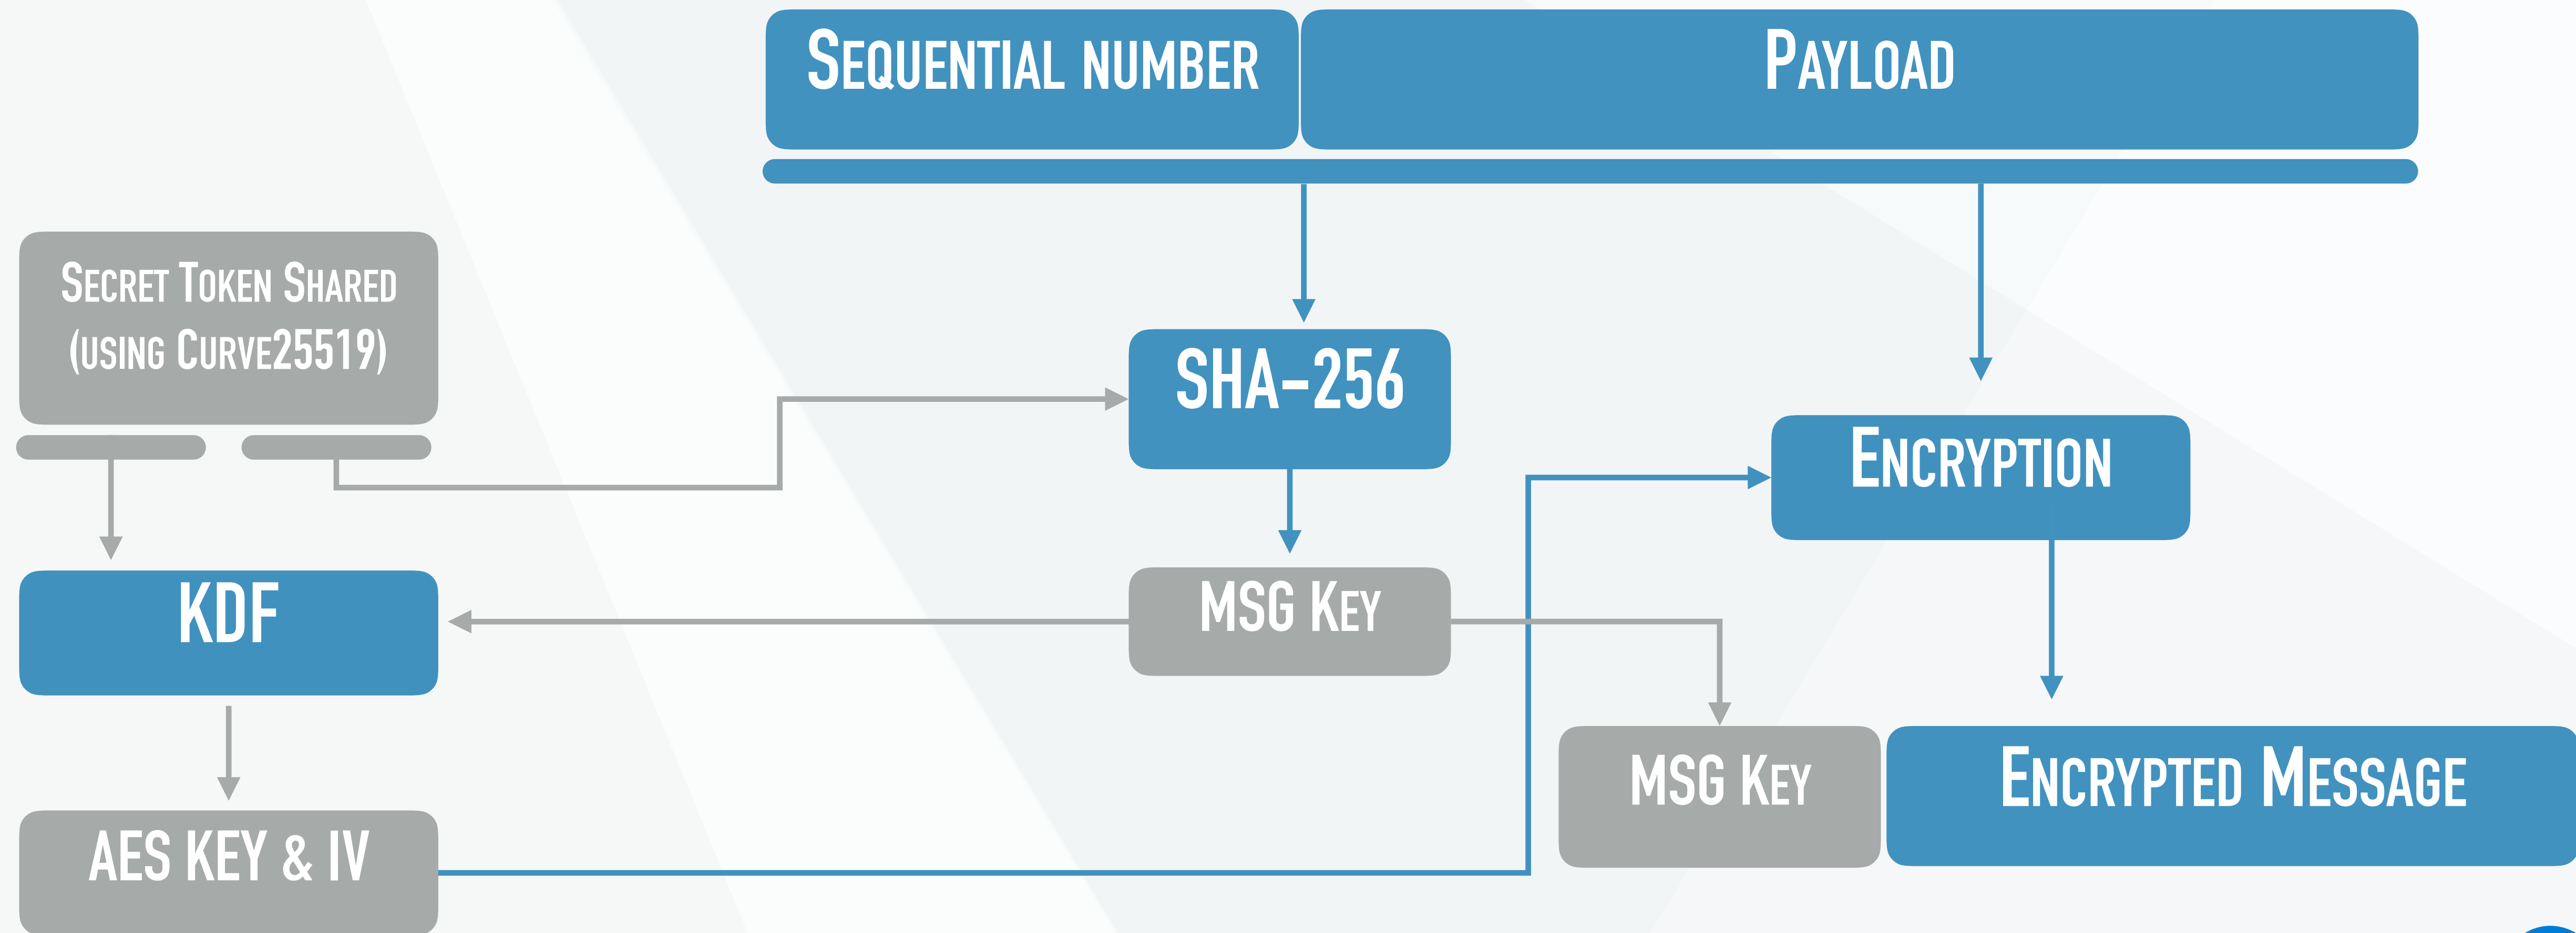 Sequential number
Payload
Secret Token Shared
(using Curve25519)
SHA-256
Encryption
KDF
MSG Key
MSG Key
Encrypted Message
AES KEY & IV